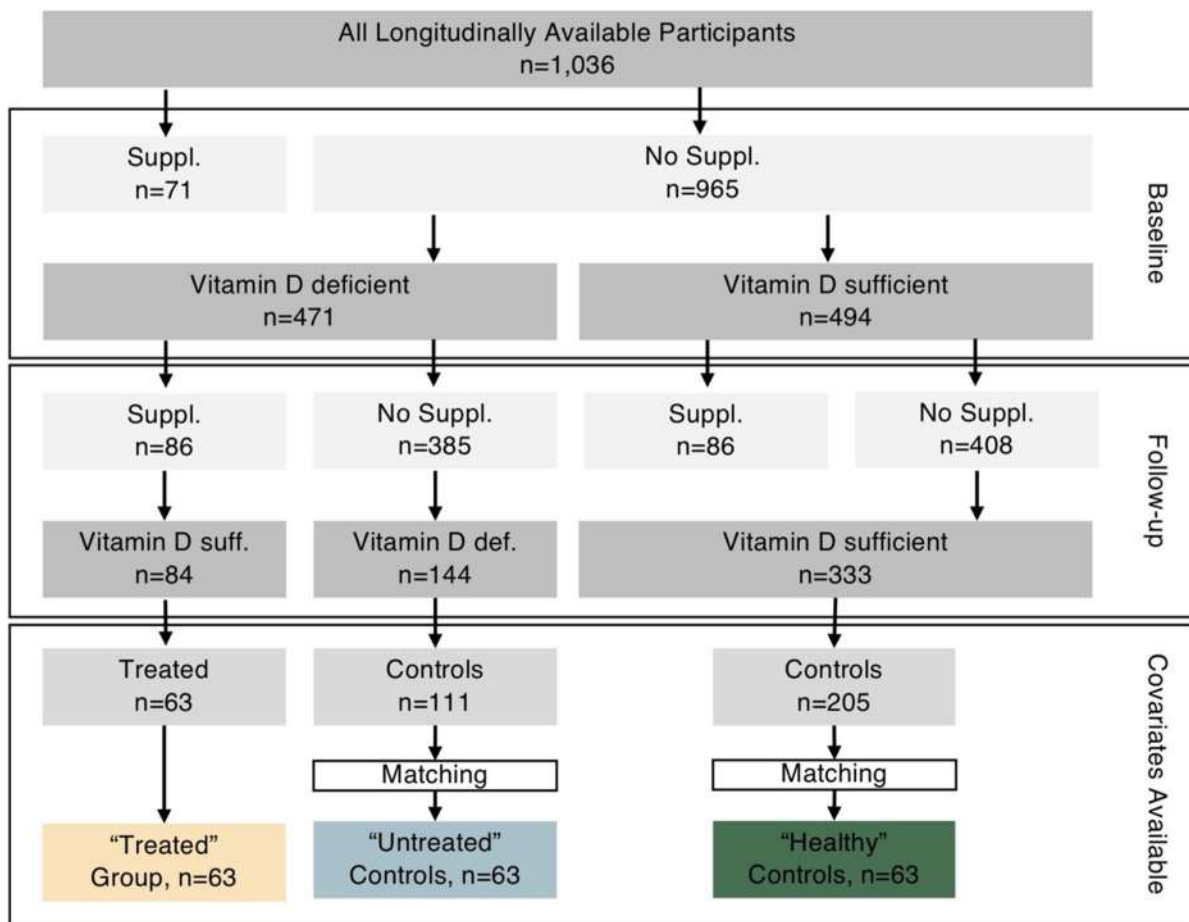 All Longitudinally Available Participants
n=1,036
Suppl.
n=71
No Suppl.
n=965
Vitamin D deficient
n=471
Vitamin D sufficient
n=494
Baseline
Suppl.
n=86
No Suppl.
n=385
Suppl.
n=86
No Suppl.
n=408
Vitamin D suff.
n=84
Vitamin D def.
n=144
Vitamin D sufficient
n=333
Follow-up
Treated
n=63
Controls
n=111
Controls
n=205
Matching
Matching
“Treated”
Group, n=63
“Untreated”
Controls, n=63
“Healthy”
Controls, n=63
Covariates Available